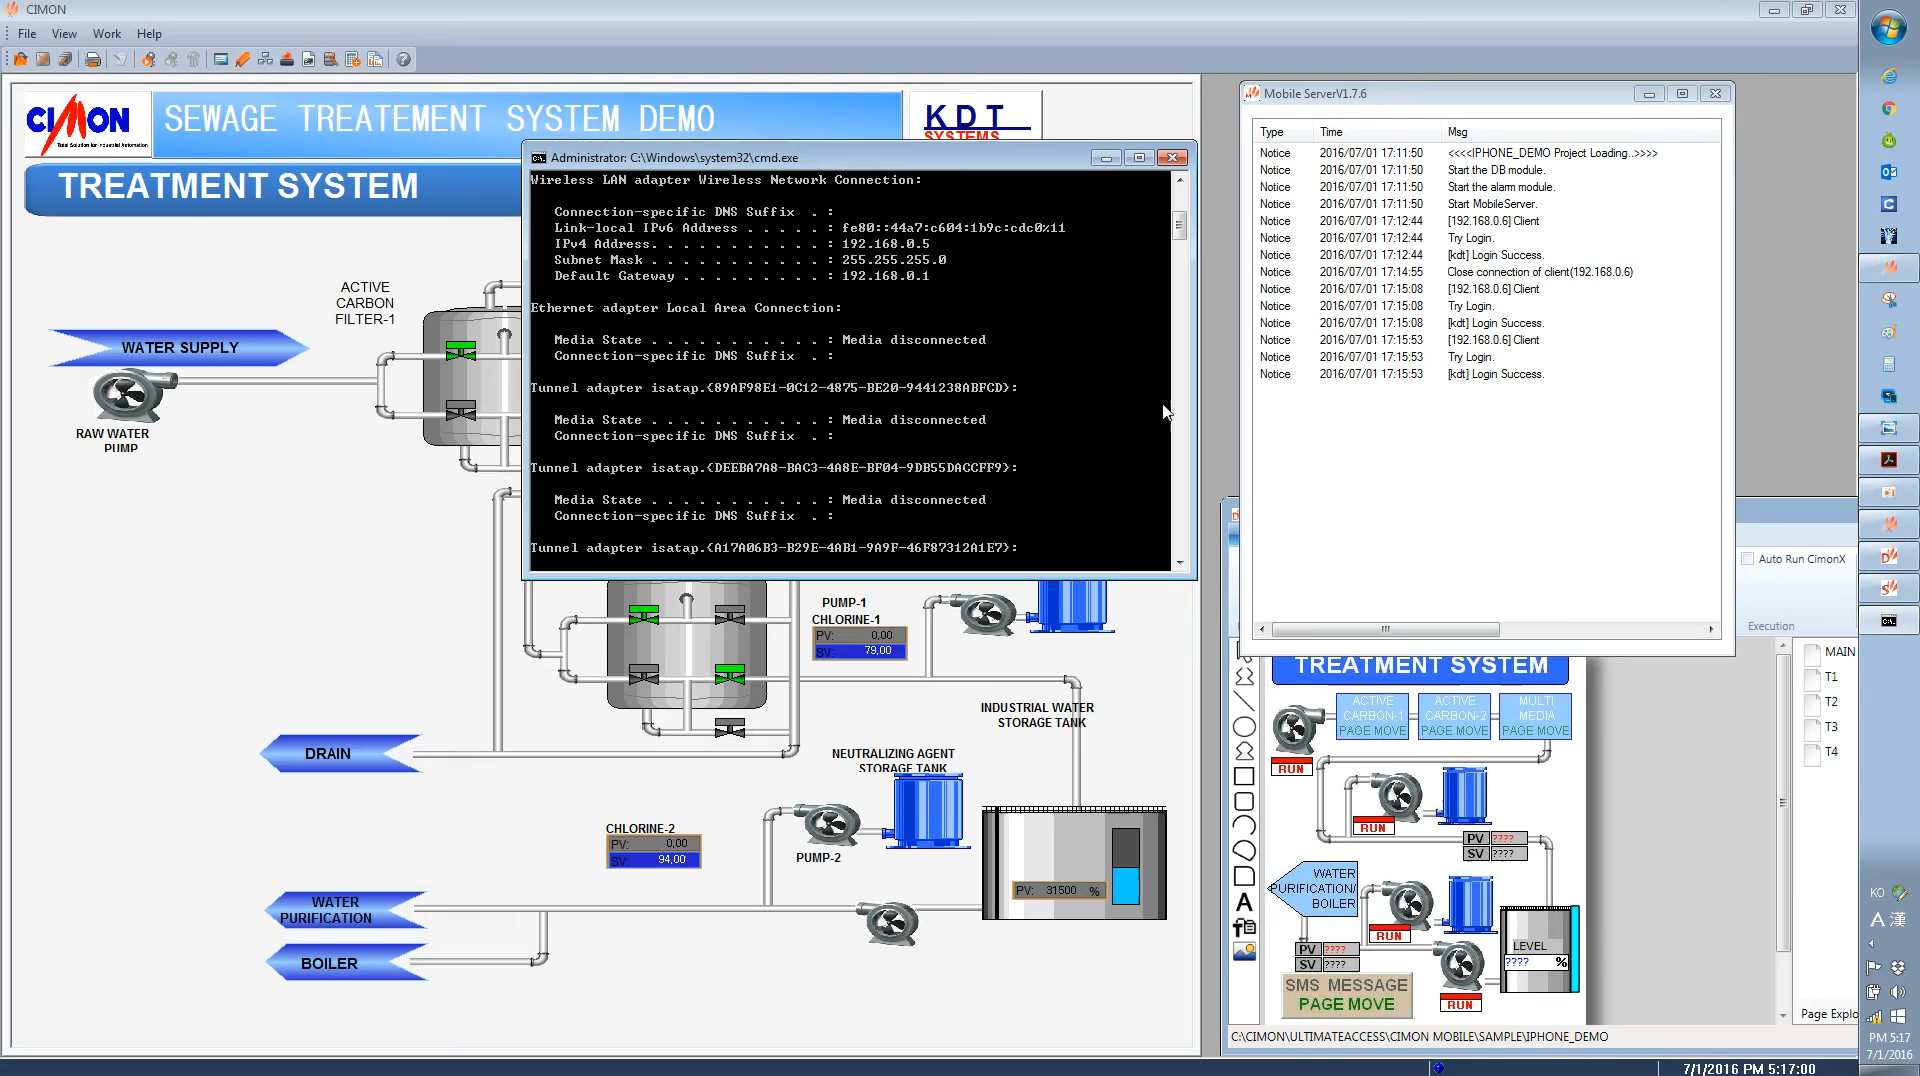 CIMON
File View Work Help
CIMON
Total Solution for Industrial Automation
SEWAGE TREATEMENT SYSTEM DEMO
KDT
SYSTEMS
TREATMENT SYSTEM
ACTIVE
CARBON
FILTER-1
WATER SUPPLY
RAW WATER
PUMP
Administrator: C:\Windows\system32\cmd.exe
Wireless LAN adapter Wireless Network Connection:
Connection-specific DNS Suffix . :
Link-local IPv6 Address . . . . . : fe80::44a7:c604:1b9c:cdc0%11
IPv4 Address. . . . . . . . . . . : 192.168.0.5
Subnet Mask . . . . . . . . . . . : 255.255.255.0
Default Gateway . . . . . . . . . : 192.168.0.1
Ethernet adapter Local Area Connection:
Media State . . . . . . . . . . . : Media disconnected
Connection-specific DNS Suffix . :
Tunnel adapter isatap.{89AF98E1-0C12-4875-BE20-9441238ABFCD}:
Media State . . . . . . . . . . . : Media disconnected
Connection-specific DNS Suffix . :
Tunnel adapter isatap.{DEEBA7A8-BAC3-4A8E-BF04-9DB55DACCFF9}:
Media State . . . . . . . . . . . : Media disconnected
Connection-specific DNS Suffix . :
Tunnel adapter isatap.{A17A06B3-B29E-4AB1-9A9F-46F87312A1E7}:
PUMP-1
CHLORINE-1
PV: 0,00
SV: 79,00
INDUSTRIAL WATER
STORAGE TANK
DRAIN
NEUTRALIZING AGENT
STORAGE TANK
CHLORINE-2
PV: 0,00
SV: 94,00
PUMP-2
PV: 31500 %
WATER
PURIFICATION
BOILER
Mobile ServerV1.7.6
Type Time Msg
Notice 2016/07/01 17:11:50 <<<<IPHONE_DEMO Project Loading..>>>>
Notice 2016/07/01 17:11:50 Start the DB module.
Notice 2016/07/01 17:11:50 Start the alarm module.
Notice 2016/07/01 17:11:50 Start MobileServer.
Notice 2016/07/01 17:12:44 [192.168.0.6] Client
Notice 2016/07/01 17:12:44 Try Login.
Notice 2016/07/01 17:12:44 [kdt] Login Success.
Notice 2016/07/01 17:14:55 Close connection of client(192.168.0.6)
Notice 2016/07/01 17:15:08 [192.168.0.6] Client
Notice 2016/07/01 17:15:08 Try Login.
Notice 2016/07/01 17:15:08 [kdt] Login Success.
Notice 2016/07/01 17:15:53 [192.168.0.6] Client
Notice 2016/07/01 17:15:53 Try Login.
Notice 2016/07/01 17:15:53 [kdt] Login Success.
Auto Run CimonX
Execution
TREATMENT SYSTEM
ACTIVE
CARBON-1
PAGE MOVE
ACTIVE
CARBON-2
PAGE MOVE
MULTI
MEDIA
PAGE MOVE
RUN
RUN
PV ????
SV ????
WATER
PURIFICATION/
BOILER
RUN
PV ????
SV ????
LEVEL
???? %
SMS MESSAGE
PAGE MOVE
RUN
MAIN
T1
T2
T3
T4
Page Explo
C:\CIMON\ULTIMATEACCESS\CIMON MOBILE\SAMPLE\IPHONE_DEMO
KO
A 漢
PM 5:17
7/1/2016
7/1/2016 PM 5:17:00